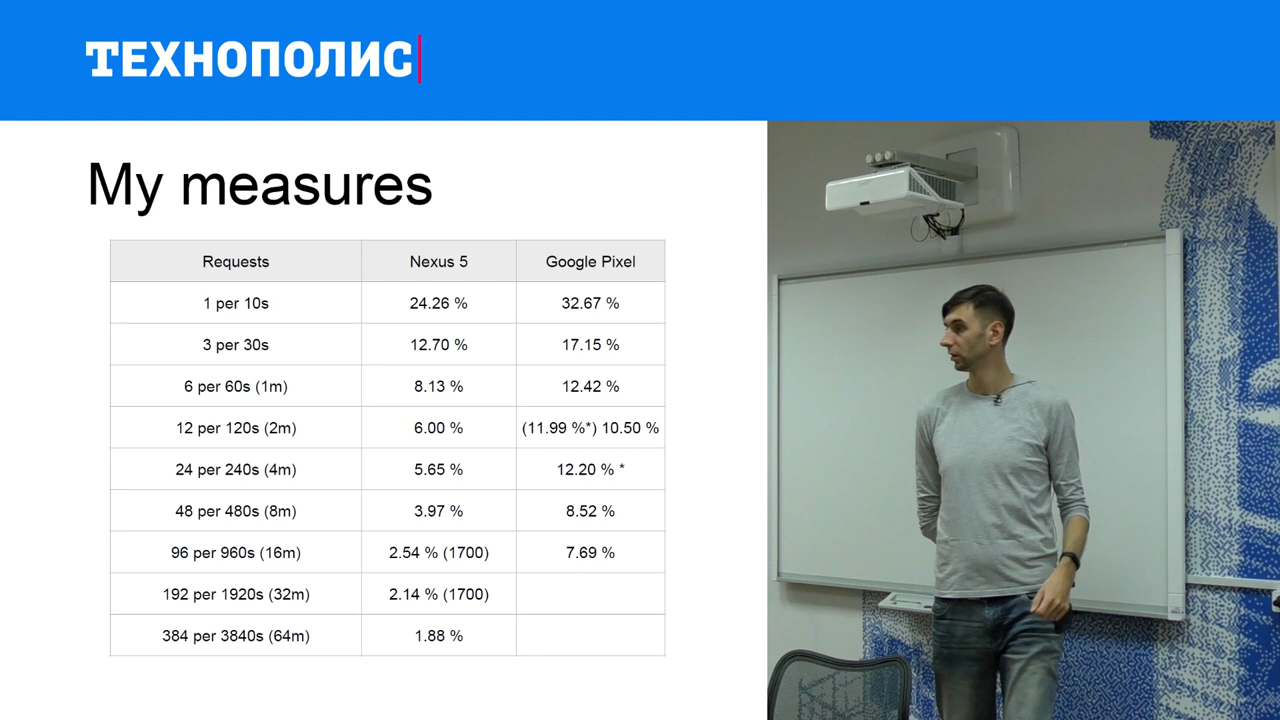 ТЕХНОПОЛИС
My measures
Requests Nexus 5 Google Pixel
1 per 10s 24.26 % 32.67 %
3 per 30s 12.70 % 17.15 %
6 per 60s (1m) 8.13 % 12.42 %
12 per 120s (2m) 6.00 % (11.99 %*) 10.50 %
24 per 240s (4m) 5.65 % 12.20 % *
48 per 480s (8m) 3.97 % 8.52 %
96 per 960s (16m) 2.54 % (1700) 7.69 %
192 per 1920s (32m) 2.14 % (1700)
384 per 3840s (64m) 1.88 %